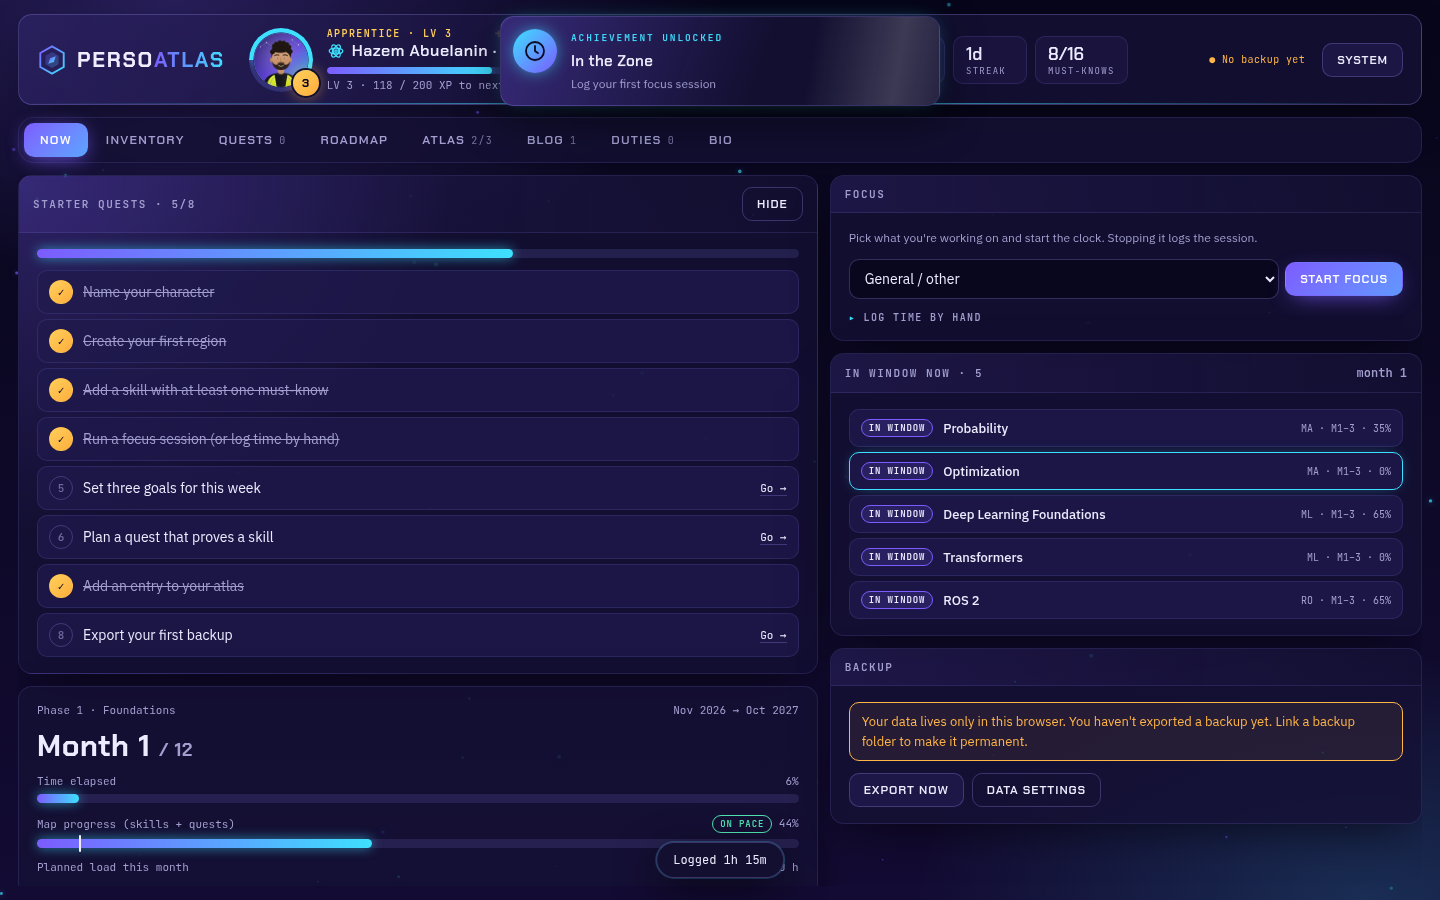 PERSOATLAS
APPRENTICE · LV 3
Hazem Abuelanin ·
LV 3 · 118 / 200 XP to next
3
ACHIEVEMENT UNLOCKED
In the Zone
Log your first focus session
1d
STREAK
8/16
MUST-KNOWS
No backup yet
SYSTEM
NOW
INVENTORY
QUESTS 0
ROADMAP
ATLAS 2/3
BLOG 1
DUTIES 0
BIO
STARTER QUESTS · 5/8
HIDE
✓ Name your character
✓ Create your first region
✓ Add a skill with at least one must-know
✓ Run a focus session (or log time by hand)
5 Set three goals for this week Go →
6 Plan a quest that proves a skill Go →
✓ Add an entry to your atlas
8 Export your first backup Go →
Phase 1 · Foundations Nov 2026 → Oct 2027
Month 1 / 12
Time elapsed 6%
Map progress (skills + quests) ON PACE 44%
Planned load this month h
Logged 1h 15m
FOCUS
Pick what you're working on and start the clock. Stopping it logs the session.
General / other
START FOCUS
▸ LOG TIME BY HAND
IN WINDOW NOW · 5 month 1
IN WINDOW Probability MA · M1–3 · 35%
IN WINDOW Optimization MA · M1–3 · 0%
IN WINDOW Deep Learning Foundations ML · M1–3 · 65%
IN WINDOW Transformers ML · M1–3 · 0%
IN WINDOW ROS 2 RO · M1–3 · 65%
BACKUP
Your data lives only in this browser. You haven't exported a backup yet. Link a backup
folder to make it permanent.
EXPORT NOW
DATA SETTINGS